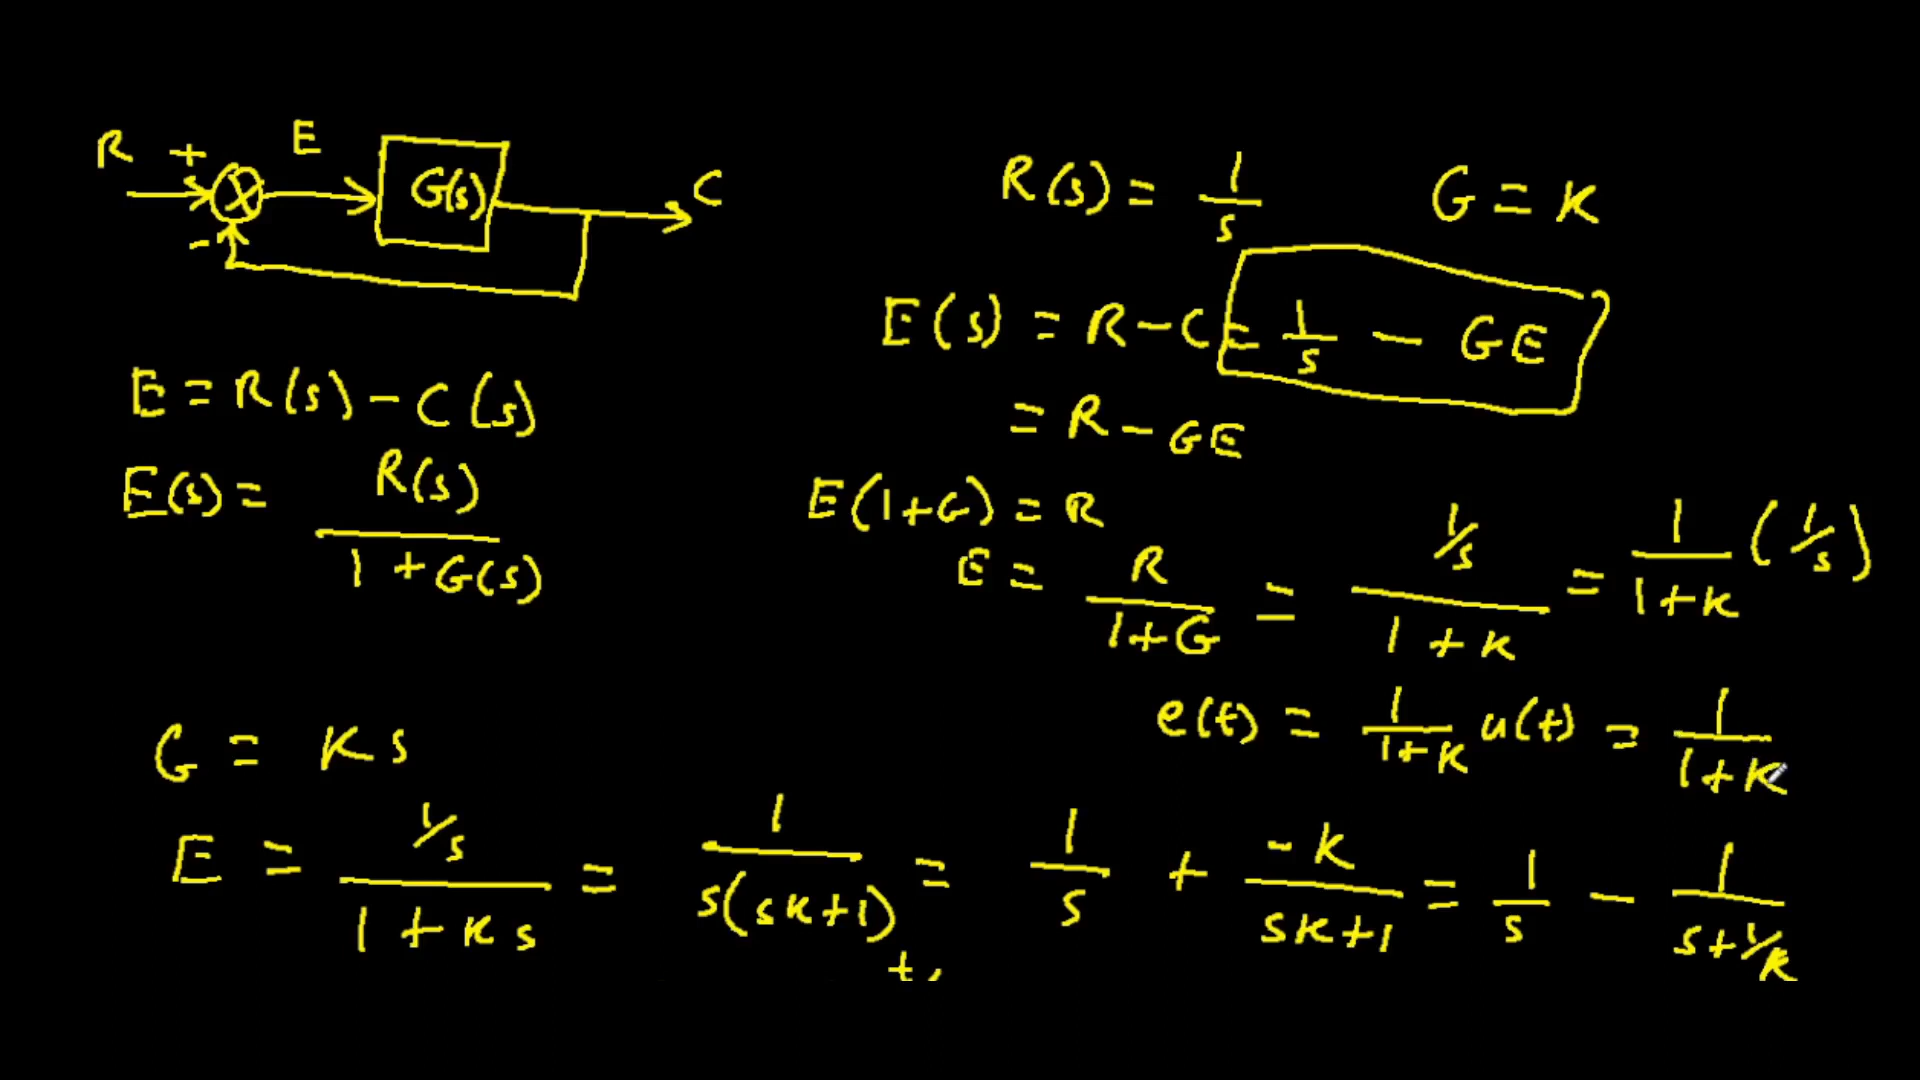 R + E G(s) C
-
E = R(s) - C(s)
E(s) = R(s) / (1 + G(s))
R(s) = 1/s G = K
E(s) = R - C = 1/s - GE
= R - GE
E(1+G) = R
E = R/(1+G) = (1/s)/(1+K) = 1/(1+K) (1/s)
e(t) = 1/(1+K) u(t) = 1/(1+K)
G = Ks
E = (1/s)/(1+Ks) = 1/(s(sK+1)) = 1/s + -K/(sK+1) = 1/s - 1/(s+1/K)